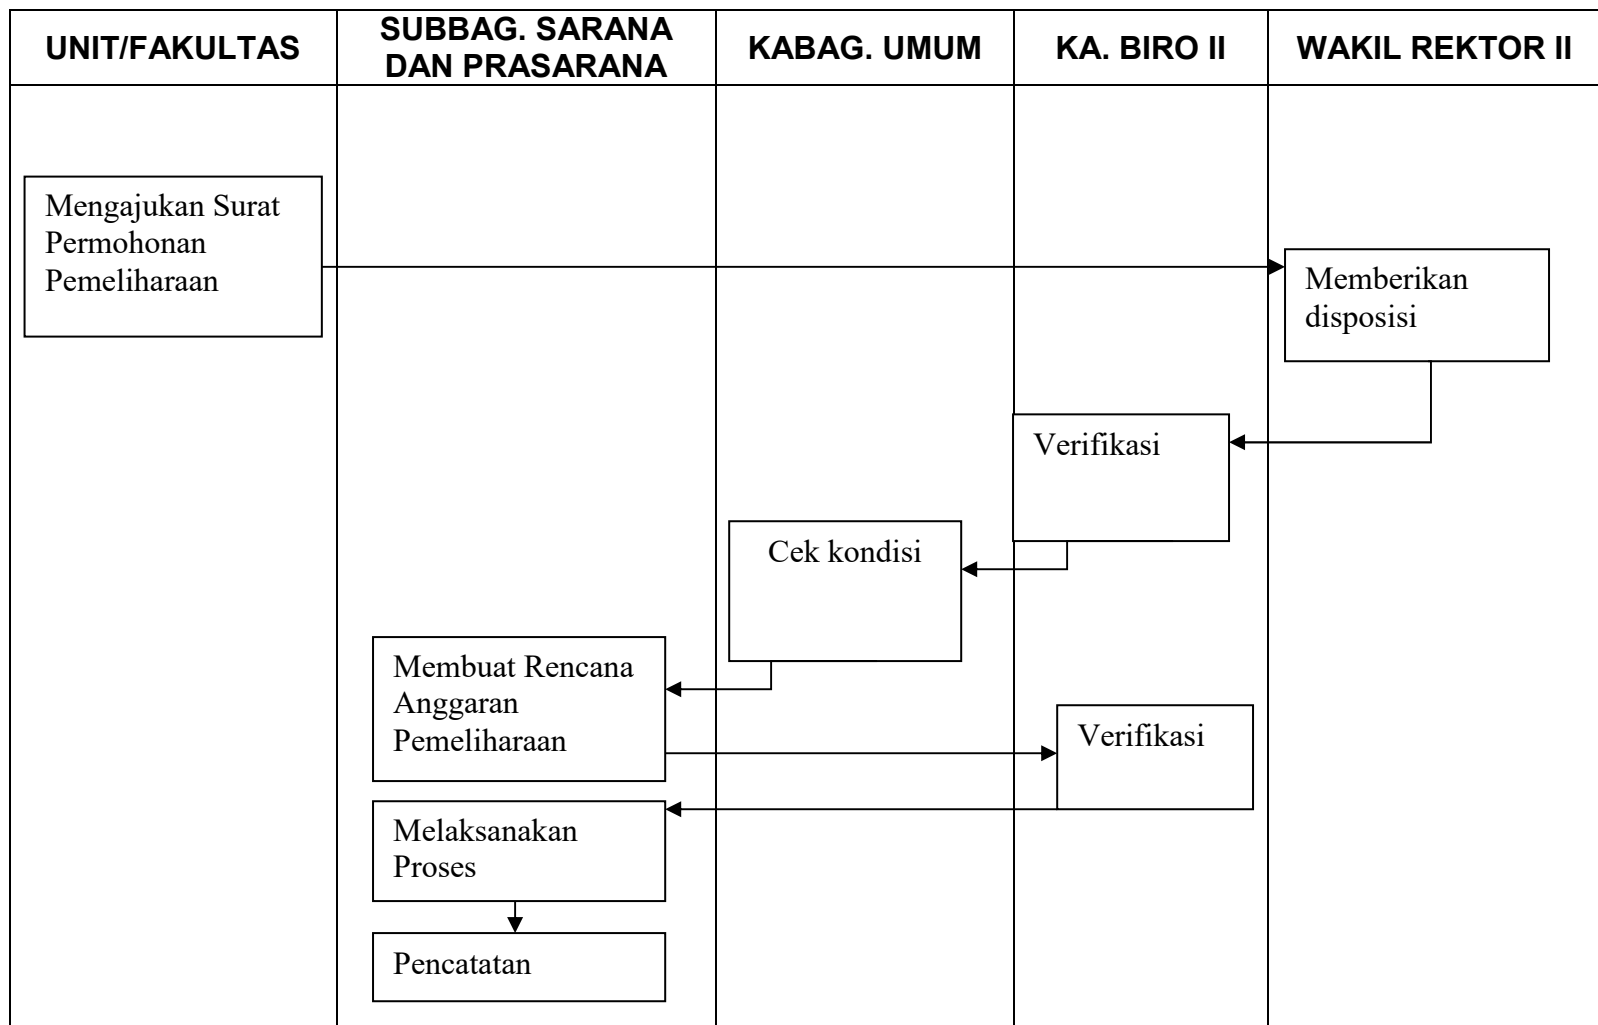 UNIT/FAKULTAS
SUBBAG. SARANA
DAN PRASARANA
KABAG. UMUM
KA. BIRO II
WAKIL REKTOR II
Mengajukan Surat
Permohonan
Pemeliharaan
Memberikan
disposisi
Verifikasi
Cek kondisi
Membuat Rencana
Anggaran
Pemeliharaan
Verifikasi
Melaksanakan
Proses
Pencatatan